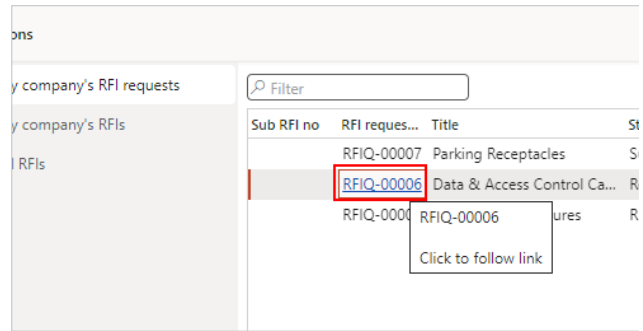 ons
y company's RFI requests
Filter
y company's RFIs
Sub RFI no RFI reques... Title St
l RFIs
RFIQ-00007 Parking Receptacles
RFIQ-00006 Data & Access Control Ca...
RFIQ-0000 ures
RFIQ-00006
Click to follow link